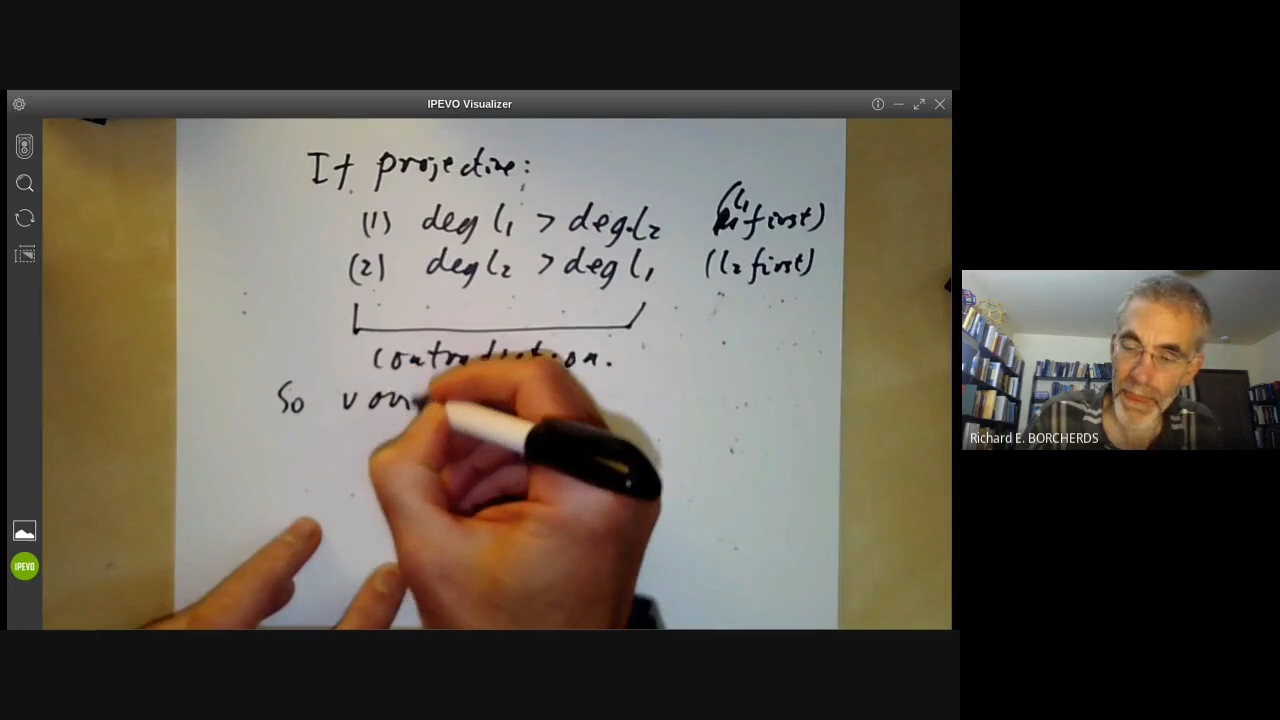 IPEVO Visualizer
If projective:
(1) deg l₁ > deg l₂ (l₁ first)
(2) deg l₂ > deg l₁ (l₂ first)
contradiction.
So
IPEVO
Richard E. BORCHERDS